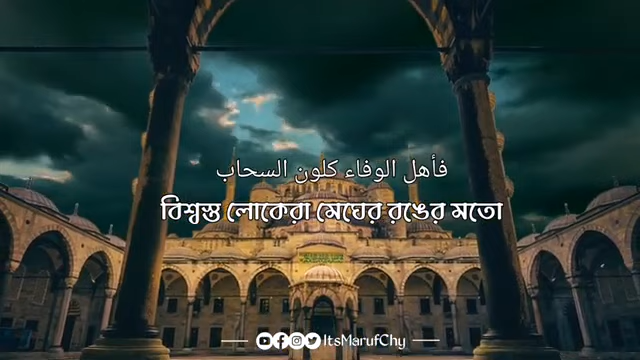 فأهل الوفاء كلون السحاب
বিশ্বস্ত লোকেরা মেঘের রঙের মতো
ItsMarufChy